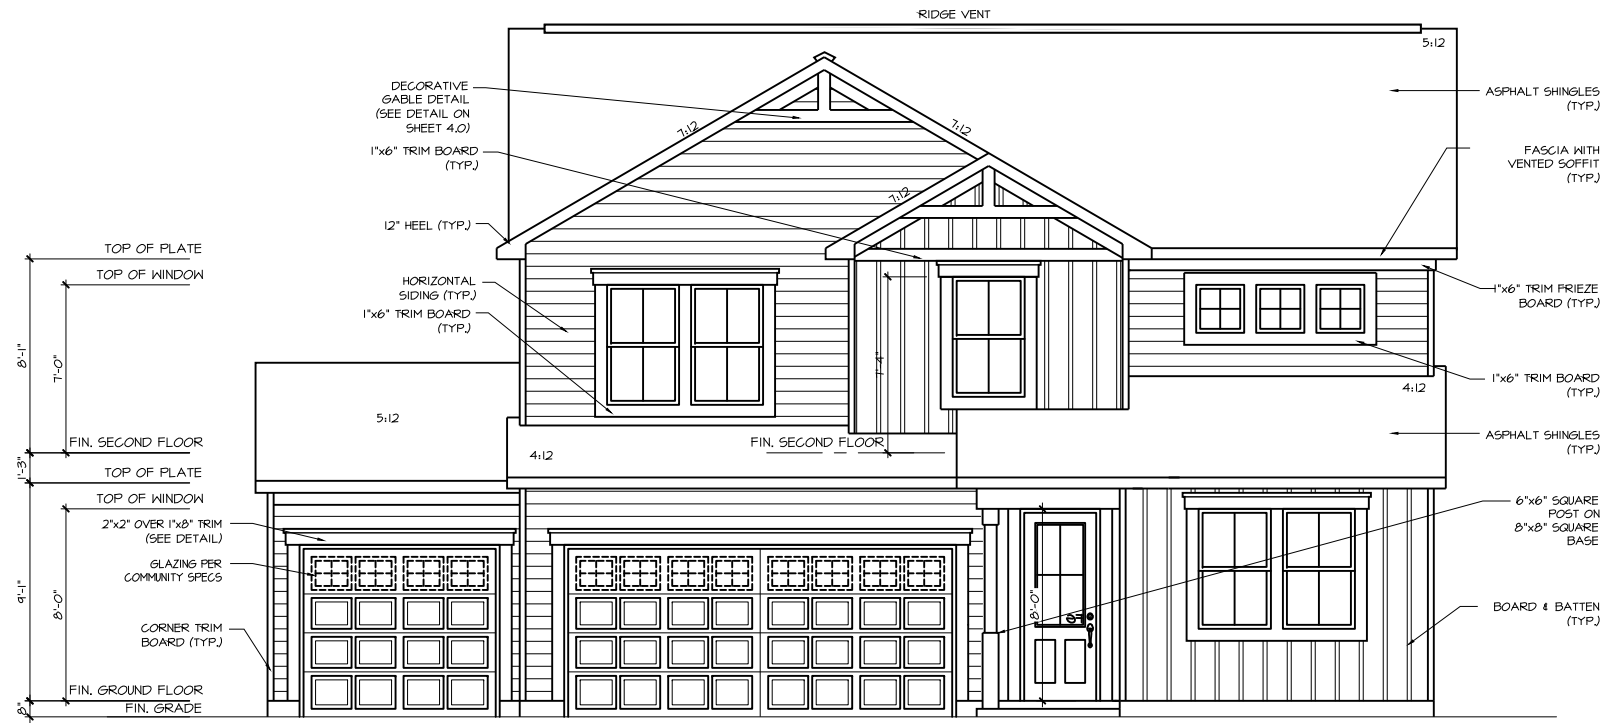 RIDGE VENT
5:12
DECORATIVE
GABLE DETAIL
(SEE DETAIL ON
SHEET 4.0)
7:12
7:12
ASPHALT SHINGLES
(TYP.)
1"x6" TRIM BOARD
(TYP.)
FASCIA WITH
VENTED SOFFIT
(TYP.)
7:12
12" HEEL (TYP.)
TOP OF PLATE
TOP OF WINDOW
HORIZONTAL
SIDING (TYP.)
1"x6" TRIM FRIEZE
BOARD (TYP.)
1"x6" TRIM BOARD
(TYP.)
8'-1"
7'-0"
1'-4"
1"x6" TRIM BOARD
(TYP.)
4:12
5:12
FIN. SECOND FLOOR
FIN. SECOND FLOOR
ASPHALT SHINGLES
(TYP.)
4:12
1'-3"
TOP OF PLATE
TOP OF WINDOW
6"x6" SQUARE
POST ON
8"x8" SQUARE
BASE
2"x2" OVER 1"x8" TRIM
(SEE DETAIL)
GLAZING PER
COMMUNITY SPECS
9'-1"
8'-0"
8'-0"
BOARD & BATTEN
(TYP.)
CORNER TRIM
BOARD (TYP.)
FIN. GROUND FLOOR
8"
FIN. GRADE